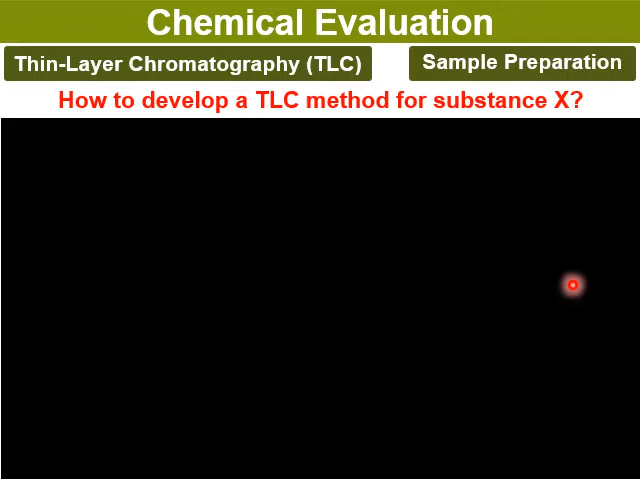 Chemical Evaluation
Thin-Layer Chromatography (TLC)
Sample Preparation
How to develop a TLC method for substance X?